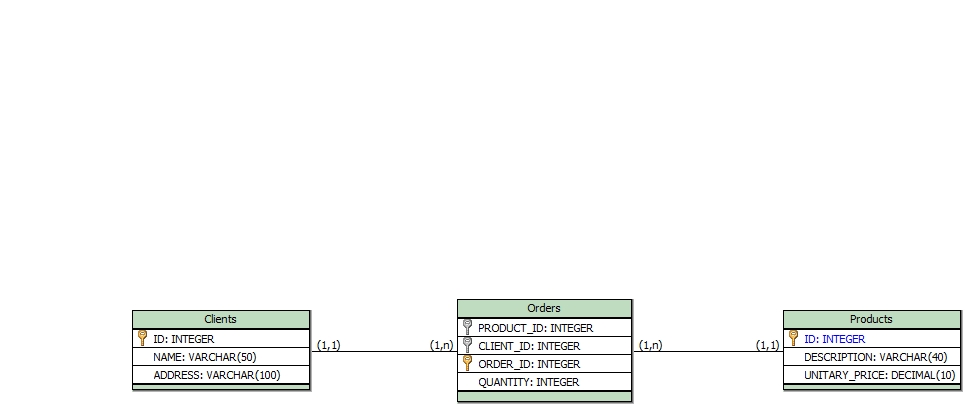 Clients
ID: INTEGER
NAME: VARCHAR(50)
ADDRESS: VARCHAR(100)
(1,1)
(1,n)
Orders
PRODUCT_ID: INTEGER
CLIENT_ID: INTEGER
ORDER_ID: INTEGER
QUANTITY: INTEGER
(1,n)
(1,1)
Products
ID: INTEGER
DESCRIPTION: VARCHAR(40)
UNITARY_PRICE: DECIMAL(10)